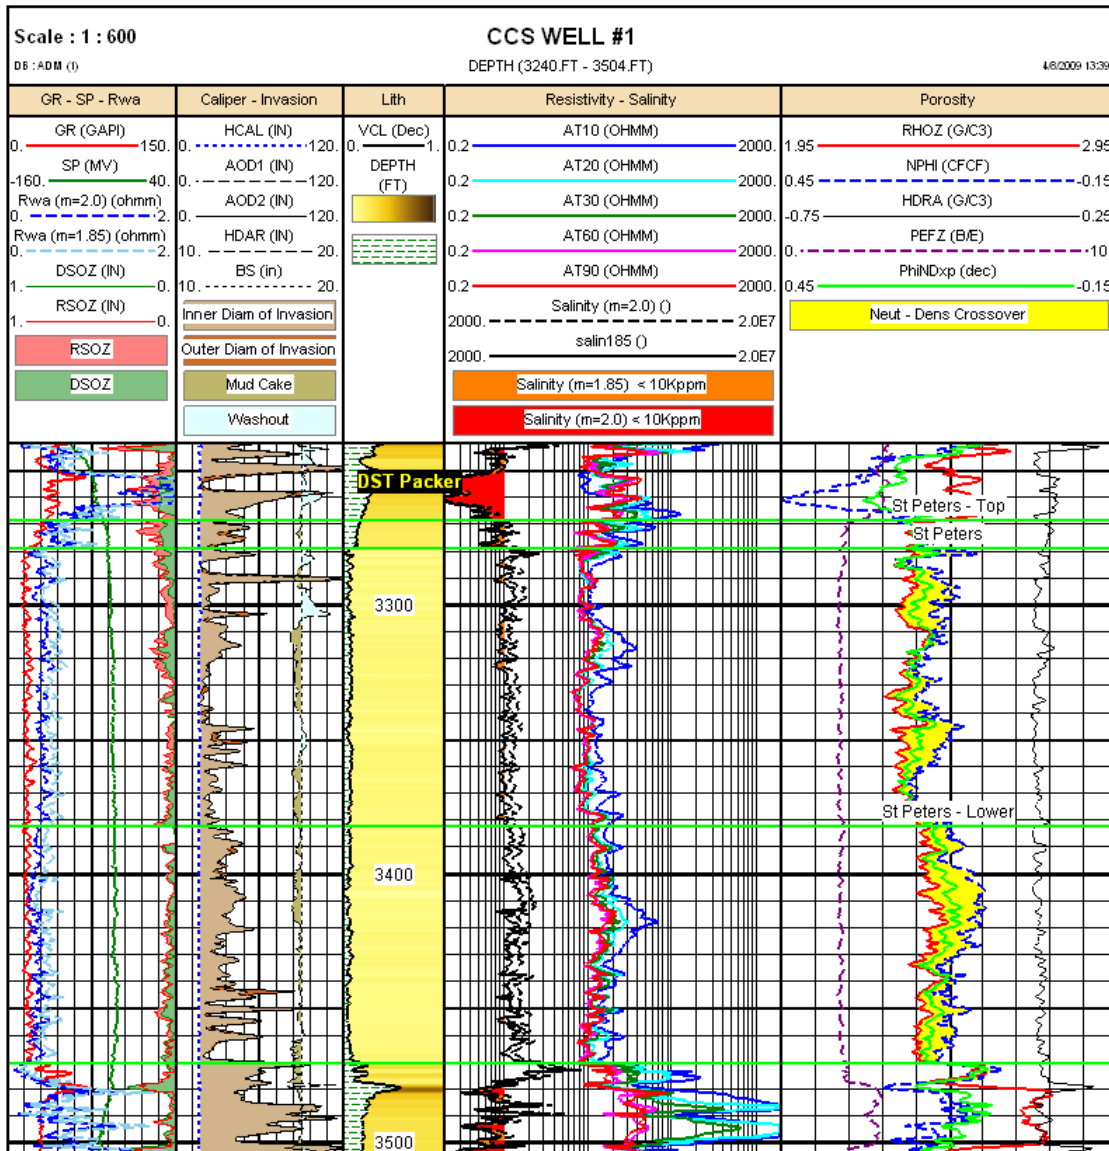 Scale : 1 : 600
CCS WELL #1
DB : ADM (1)
DEPTH (3240.FT - 3504.FT)
4/8/2009 13:39
GR - SP - Rwa
Caliper - Invasion
Lith
Resistivity - Salinity
Porosity
GR (GAPI)
0. 150.
SP (MV)
-160. 40.
Rwa (m=2.0) (ohmm)
0. 2.
Rwa (m=1.85) (ohmm)
0. 2.
DSOZ (IN)
1. 0.
RSOZ (IN)
1. 0.
RSOZ
DSOZ
HCAL (IN)
0. 120.
AOD1 (IN)
0. 120.
AOD2 (IN)
0. 120.
HDAR (IN)
10. 20.
BS (in)
10. 20.
Inner Diam of Invasion
Outer Diam of Invasion
Mud Cake
Washout
VCL (Dec)
0. 1.
DEPTH
(FT)
AT10 (OHMM)
0.2 2000.
AT20 (OHMM)
0.2 2000.
AT30 (OHMM)
0.2 2000.
AT60 (OHMM)
0.2 2000.
AT90 (OHMM)
0.2 2000.
Salinity (m=2.0) ()
2000. 2.0E7
salin185 ()
2000. 2.0E7
Salinity (m=1.85) < 10Kppm
Salinity (m=2.0) < 10Kppm
RHOZ (G/C3)
1.95 2.95
NPHI (CFCF)
0.45 -0.15
HDRA (G/C3)
-0.75 0.25
PEFZ (B/E)
0. 10.
PhiNDxp (dec)
0.45 -0.15
Neut - Dens Crossover
DST Packer
St Peters - Top
St Peters
3300
St Peters - Lower
3400
3500